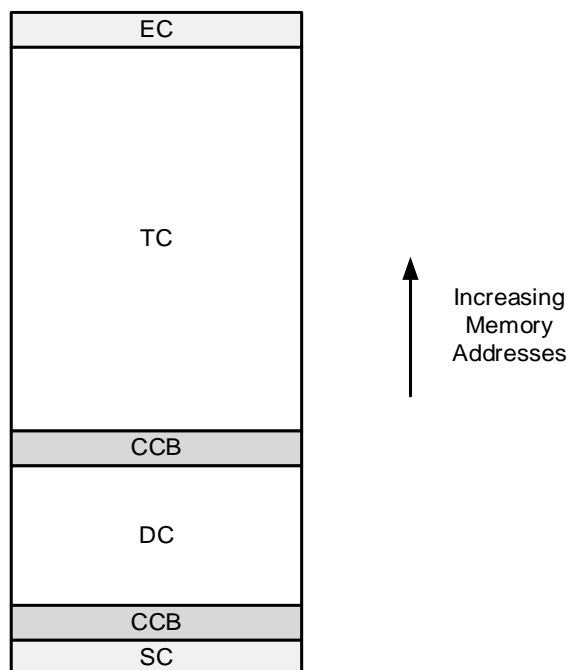 EC
TC
Increasing
Memory
Addresses
CCB
DC
CCB
SC